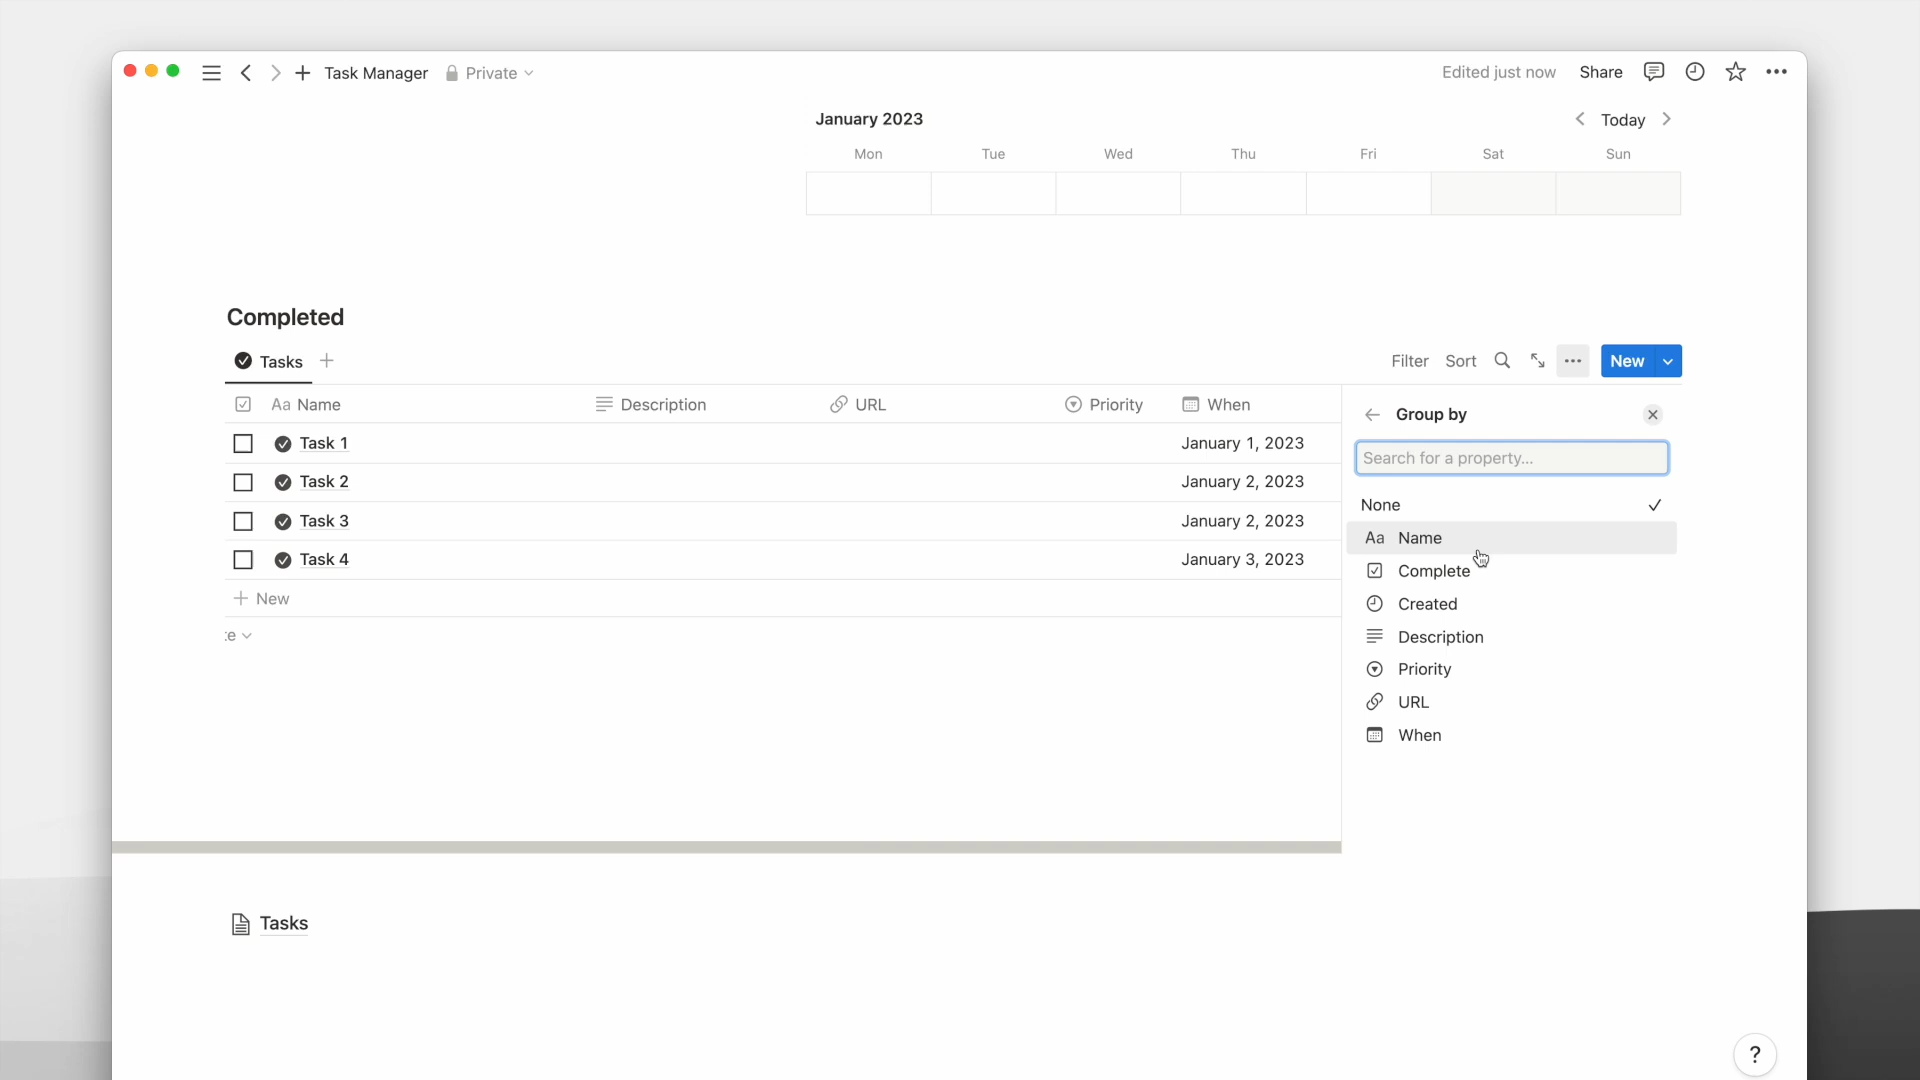 Task Manager Private
Edited just now Share
January 2023
Today
Mon Tue Wed Thu Fri Sat Sun
Completed
Tasks
Filter Sort New
Aa Name Description URL Priority When
Task 1 January 1, 2023
Task 2 January 2, 2023
Task 3 January 2, 2023
Task 4 January 3, 2023
New
te
Group by
Search for a property...
None
Aa Name
Complete
Created
Description
Priority
URL
When
Tasks
?